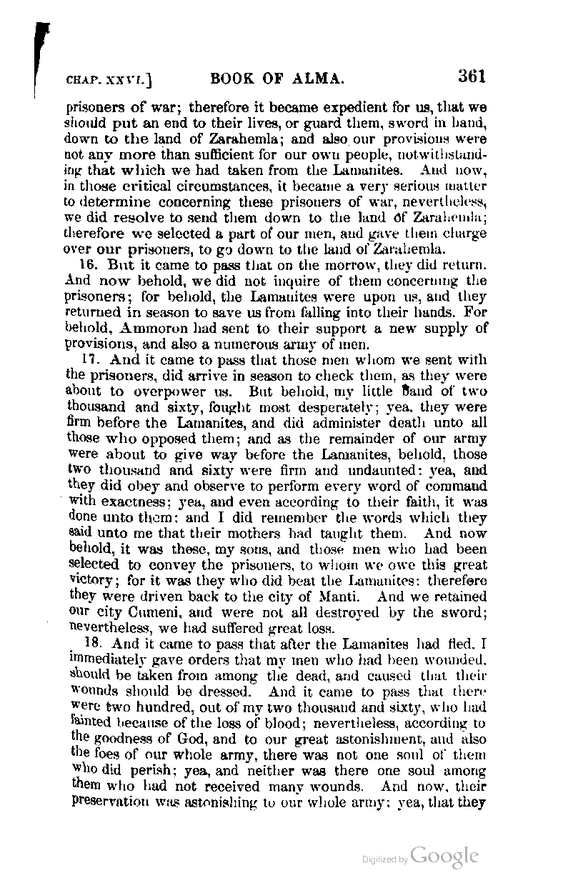 CHAP. XXVI.] BOOK OF ALMA. 361
prisoners of war; therefore it became expedient for us, that we
should put an end to their lives, or guard them, sword in hand,
down to the land of Zarahemla; and also our provisions were
not any more than sufficient for our own people, notwithstand-
ing that which we had taken from the Lamanites. And now,
in those critical circumstances, it became a very serious matter
to determine concerning these prisoners of war, nevertheless,
we did resolve to send them down to the land of Zarahemla;
therefore we selected a part of our men, and gave them charge
over our prisoners, to go down to the land of Zarahemla.
16. But it came to pass that on the morrow, they did return.
And now behold, we did not inquire of them concerning the
prisoners; for behold, the Lamanites were upon us, and they
returned in season to save us from falling into their hands. For
behold, Ammoron had sent to their support a new supply of
provisions, and also a numerous army of men.
17. And it came to pass that those men whom we sent with
the prisoners, did arrive in season to check them, as they were
about to overpower us. But behold, my little band of two
thousand and sixty, fought most desperately; yea, they were
firm before the Lamanites, and did administer death unto all
those who opposed them; and as the remainder of our army
were about to give way before the Lamanites, behold, those
two thousand and sixty were firm and undaunted: yea, and
they did obey and observe to perform every word of command
with exactness; yea, and even according to their faith, it was
done unto them; and I did remember the words which they
said unto me that their mothers had taught them. And now
behold, it was these, my sons, and those men who had been
selected to convey the prisoners, to whom we owe this great
victory; for it was they who did beat the Lamanites: therefore
they were driven back to the city of Manti. And we retained
our city Cumeni, and were not all destroyed by the sword;
nevertheless, we had suffered great loss.
18. And it came to pass that after the Lamanites had fled, I
immediately gave orders that my men who had been wounded,
should be taken from among the dead, and caused that their
wounds should be dressed. And it came to pass that there
were two hundred, out of my two thousand and sixty, who had
fainted because of the loss of blood; nevertheless, according to
the goodness of God, and to our great astonishment, and also
the foes of our whole army, there was not one soul of them
who did perish; yea, and neither was there one soul among
them who had not received many wounds. And now, their
preservation was astonishing to our whole army; yea, that they
Digitized by Google